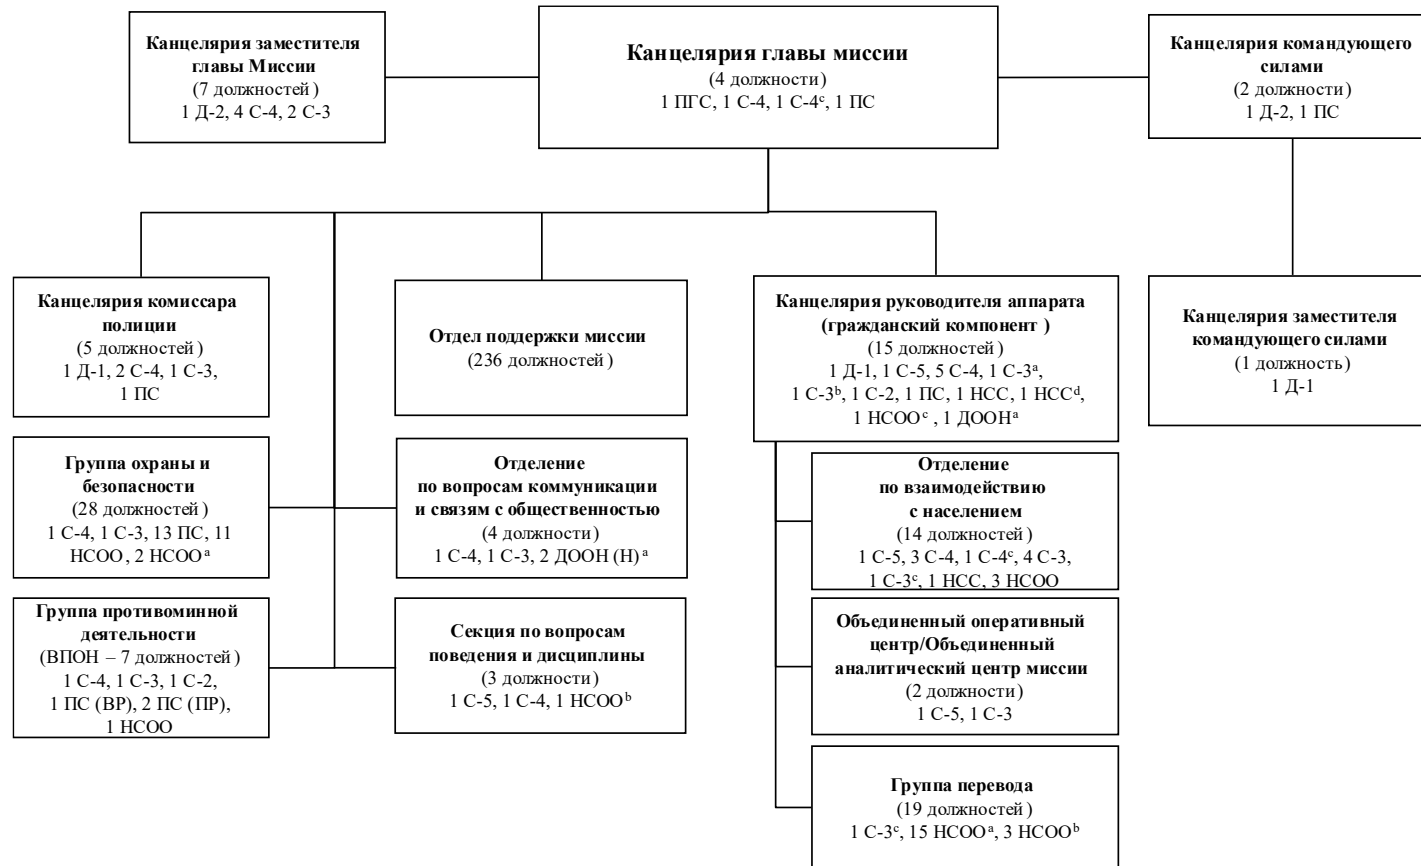 Канцелярия заместителя
главы Миссии
(7 должностей)
1 Д-2, 4 С-4, 2 С-3
Канцелярия главы миссии
(4 должности)
1 ПГС, 1 С-4, 1 С-4ᶜ, 1 ПС
Канцелярия командующего
силами
(2 должности)
1 Д-2, 1 ПС
Канцелярия комиссара
полиции
(5 должностей)
1 Д-1, 2 С-4, 1 С-3,
1 ПС
Отдел поддержки миссии
(236 должностей)
Канцелярия руководителя аппарата
(гражданский компонент )
(15 должностей)
1 Д-1, 1 С-5, 5 С-4, 1 С-3ᵃ,
1 С-3ᵇ, 1 С-2, 1 ПС, 1 НСС, 1 НССᵈ,
1 НСООᶜ , 1 ДООНᵃ
Канцелярия заместителя
командующего силами
(1 должность)
1 Д-1
Группа охраны и
безопасности
(28 должностей)
1 С-4, 1 С-3, 13 ПС, 11
НСОО, 2 НСООᵃ
Отделение
по вопросам коммуникации
и связям с общественностью
(4 должности)
1 С-4, 1 С-3, 2 ДООН (Н) ᵃ
Отделение
по взаимодействию
с населением
(14 должностей)
1 С-5, 3 С-4, 1 С-4ᶜ, 4 С-3,
1 С-3ᶜ, 1 НСС, 3 НСОО
Группа противоминной
деятельности
(ВПОН – 7 должностей)
1 С-4, 1 С-3, 1 С-2,
1 ПС (ВР), 2 ПС (ПР),
1 НСОО
Секция по вопросам
поведения и дисциплины
(3 должности)
1 С-5, 1 С-4, 1 НСООᵇ
Объединенный оперативный
центр/Объединенный
аналитический центр миссии
(2 должности)
1 С-5, 1 С-3
Группа перевода
(19 должностей)
1 С-3ᶜ, 15 НСООᵃ, 3 НСООᵇ